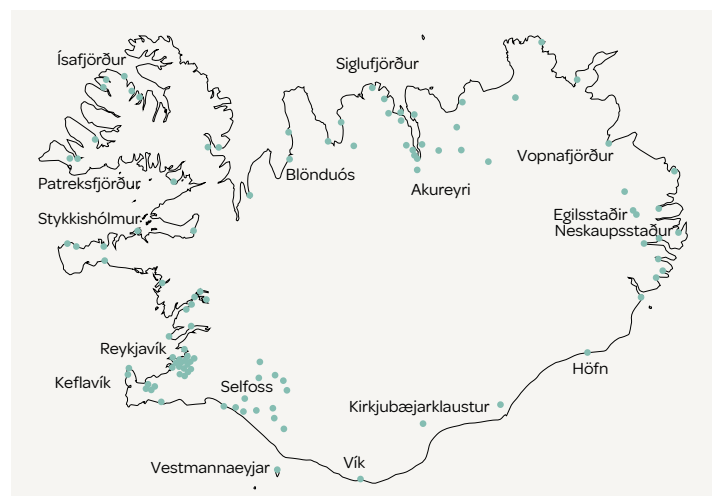 Ísafjörður
Siglufjörður
Vopnafjörður
Blönduós
Patreksfjörður
Akureyri
Stykkishólmur
Egilsstaðir
Neskaupsstaður
Reykjavík
Höfn
Keflavík
Selfoss
Kirkjubæjarklaustur
Vík
Vestmannaeyjar